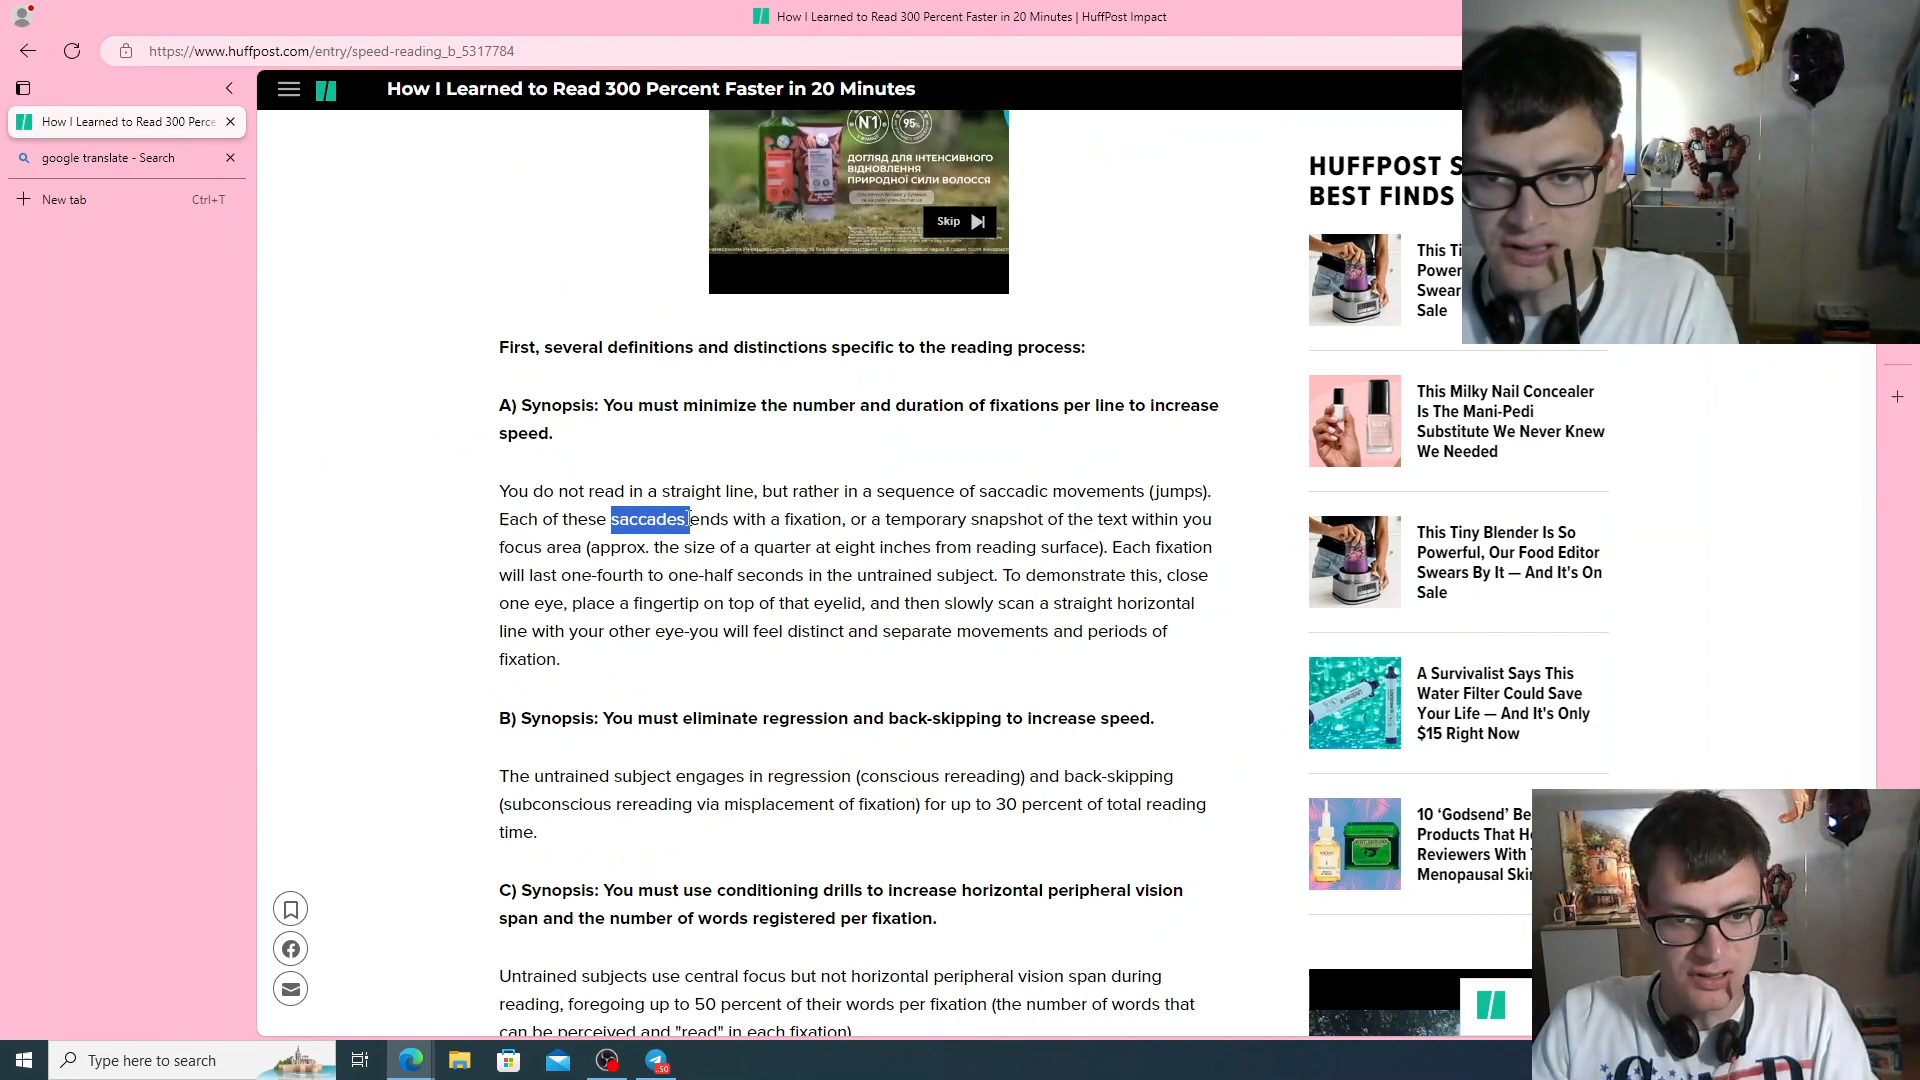 How I Learned to Read 300 Percent Faster in 20 Minutes | HuffPost Impact
https://www.huffpost.com/entry/speed-reading_b_5317784
How I Learned to Read 300 Perce
google translate - Search
New tab Ctrl+T
How I Learned to Read 300 Percent Faster in 20 Minutes
№1 95%
ДОГЛЯД ДЛЯ ІНТЕНСИВНОГО
ВІДНОВЛЕННЯ
ПРИРОДНОЇ СИЛИ ВОЛОССЯ
Skip
First, several definitions and distinctions specific to the reading process:
A) Synopsis: You must minimize the number and duration of fixations per line to increase
speed.
You do not read in a straight line, but rather in a sequence of saccadic movements (jumps).
Each of these saccades ends with a fixation, or a temporary snapshot of the text within you
focus area (approx. the size of a quarter at eight inches from reading surface). Each fixation
will last one-fourth to one-half seconds in the untrained subject. To demonstrate this, close
one eye, place a fingertip on top of that eyelid, and then slowly scan a straight horizontal
line with your other eye-you will feel distinct and separate movements and periods of
fixation.
B) Synopsis: You must eliminate regression and back-skipping to increase speed.
The untrained subject engages in regression (conscious rereading) and back-skipping
(subconscious rereading via misplacement of fixation) for up to 30 percent of total reading
time.
C) Synopsis: You must use conditioning drills to increase horizontal peripheral vision
span and the number of words registered per fixation.
Untrained subjects use central focus but not horizontal peripheral vision span during
reading, foregoing up to 50 percent of their words per fixation (the number of words that
can be perceived and "read" in each fixation)
HUFFPOST S
BEST FINDS
This Ti
Power
Swear
Sale
This Milky Nail Concealer
Is The Mani-Pedi
Substitute We Never Knew
We Needed
This Tiny Blender Is So
Powerful, Our Food Editor
Swears By It — And It's On
Sale
A Survivalist Says This
Water Filter Could Save
Your Life — And It's Only
$15 Right Now
10 ‘Godsend’ Be
Products That H
Reviewers With
Menopausal Ski
Type here to search
50